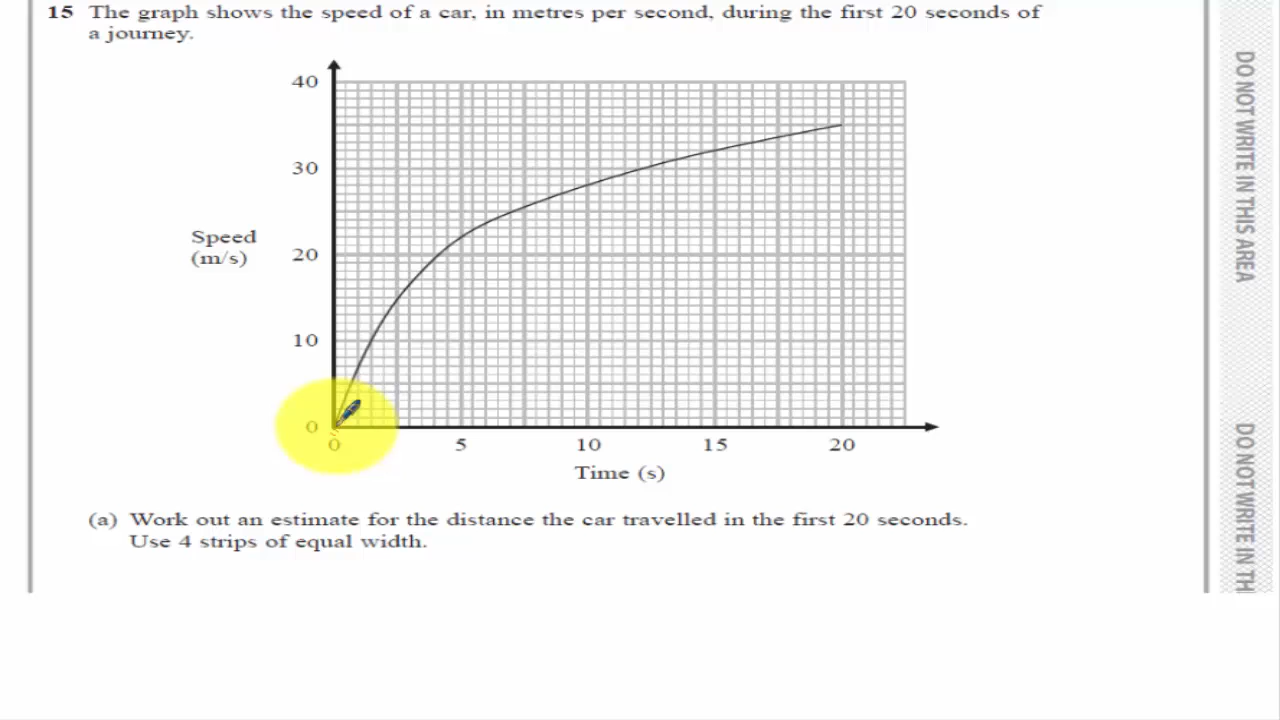 15 The graph shows the speed of a car, in metres per second, during the first 20 seconds of
a journey.
40
30
Speed
(m/s)
20
10
0
0 5 10 15 20
Time (s)
(a) Work out an estimate for the distance the car travelled in the first 20 seconds.
Use 4 strips of equal width.
DO NOT WRITE IN THIS AREA
DO NOT WRITE IN TH